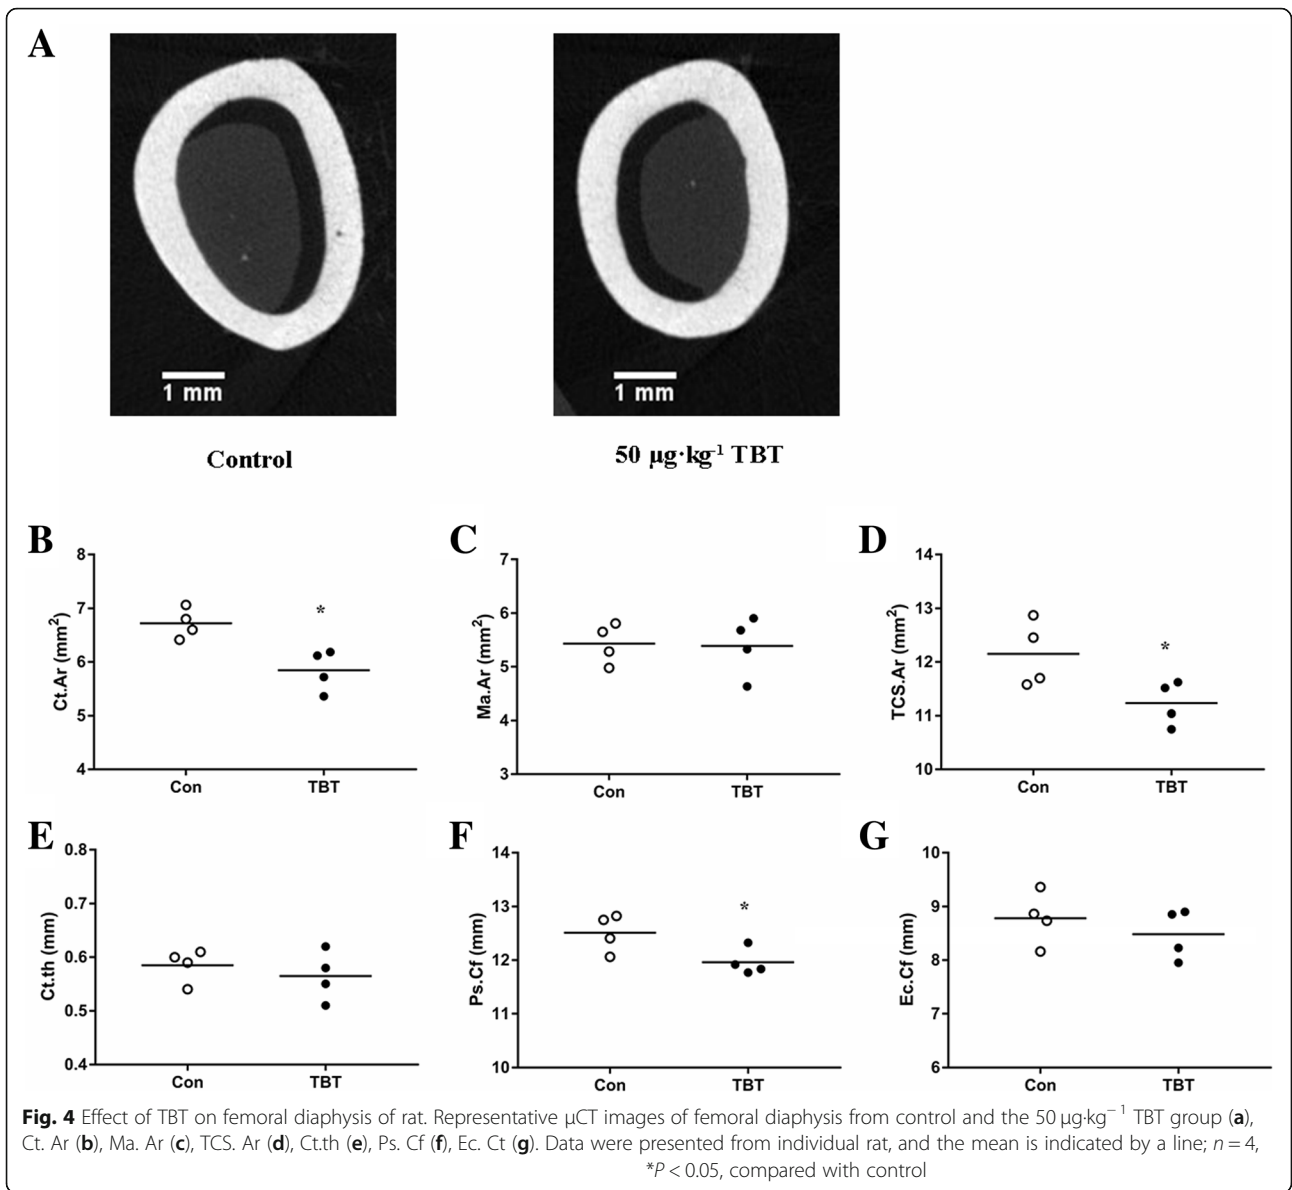 A
1 mm
1 mm
Control
50 µg·kg⁻¹ TBT
B
8
7
6
5
4
Ct.Ar (mm²)
*
Con
TBT
C
7
6
5
4
3
Ma.Ar (mm²)
Con
TBT
D
14
13
12
11
10
TCS.Ar (mm²)
*
Con
TBT
E
0.8
0.7
0.6
0.5
0.4
Ct.th (mm)
Con
TBT
F
14
13
12
11
10
Ps.Cf (mm)
*
Con
TBT
G
10
9
8
7
6
Ec.Cf (mm)
Con
TBT
Fig. 4 Effect of TBT on femoral diaphysis of rat. Representative µCT images of femoral diaphysis from control and the 50 µg·kg⁻ ¹ TBT group (a),
Ct. Ar (b), Ma. Ar (c), TCS. Ar (d), Ct.th (e), Ps. Cf (f), Ec. Ct (g). Data were presented from individual rat, and the mean is indicated by a line; n = 4,
*P < 0.05, compared with control